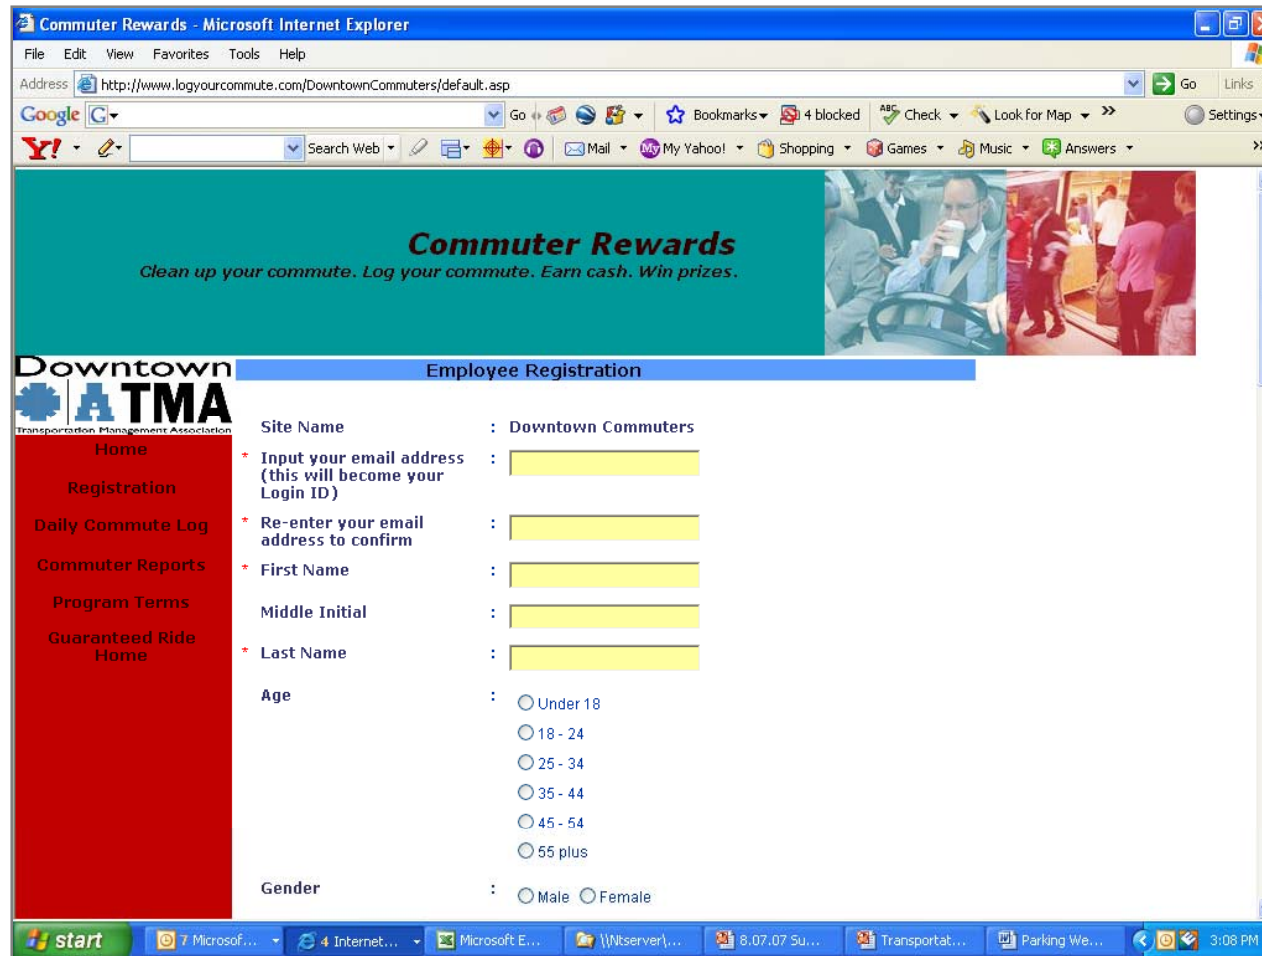 Commuter Rewards - Microsoft Internet Explorer
File Edit View Favorites Tools Help
Address http://www.logyourcommute.com/DowntownCommuters/default.asp Go Links
Google G Go Bookmarks 4 blocked ABC Check Look for Map >> Settings
Y! Search Web Mail My My Yahoo! Shopping Games Music Answers >>
Commuter Rewards
Clean up your commute. Log your commute. Earn cash. Win prizes.
Downtown
TMA
Transportation Management Association
Employee Registration
Home
Registration
Daily Commute Log
Commuter Reports
Program Terms
Guaranteed Ride
Home
Site Name : Downtown Commuters
* Input your email address :
(this will become your
Login ID)
* Re-enter your email :
address to confirm
* First Name :
Middle Initial :
* Last Name :
Age :
Under 18
18 - 24
25 - 34
35 - 44
45 - 54
55 plus
Gender : Male Female
start 7 Microsof... 4 Internet... Microsoft E... \\Ntserver\... 8.07.07 Su... Transportat... Parking We... 3:08 PM